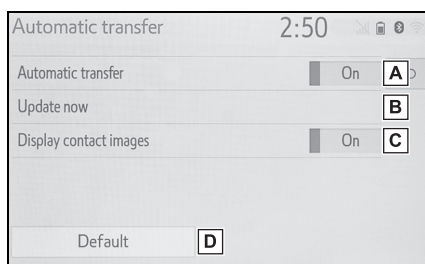 Automatic transfer 2:50
Automatic transfer On A
Update now B
Display contact images On C
Default D